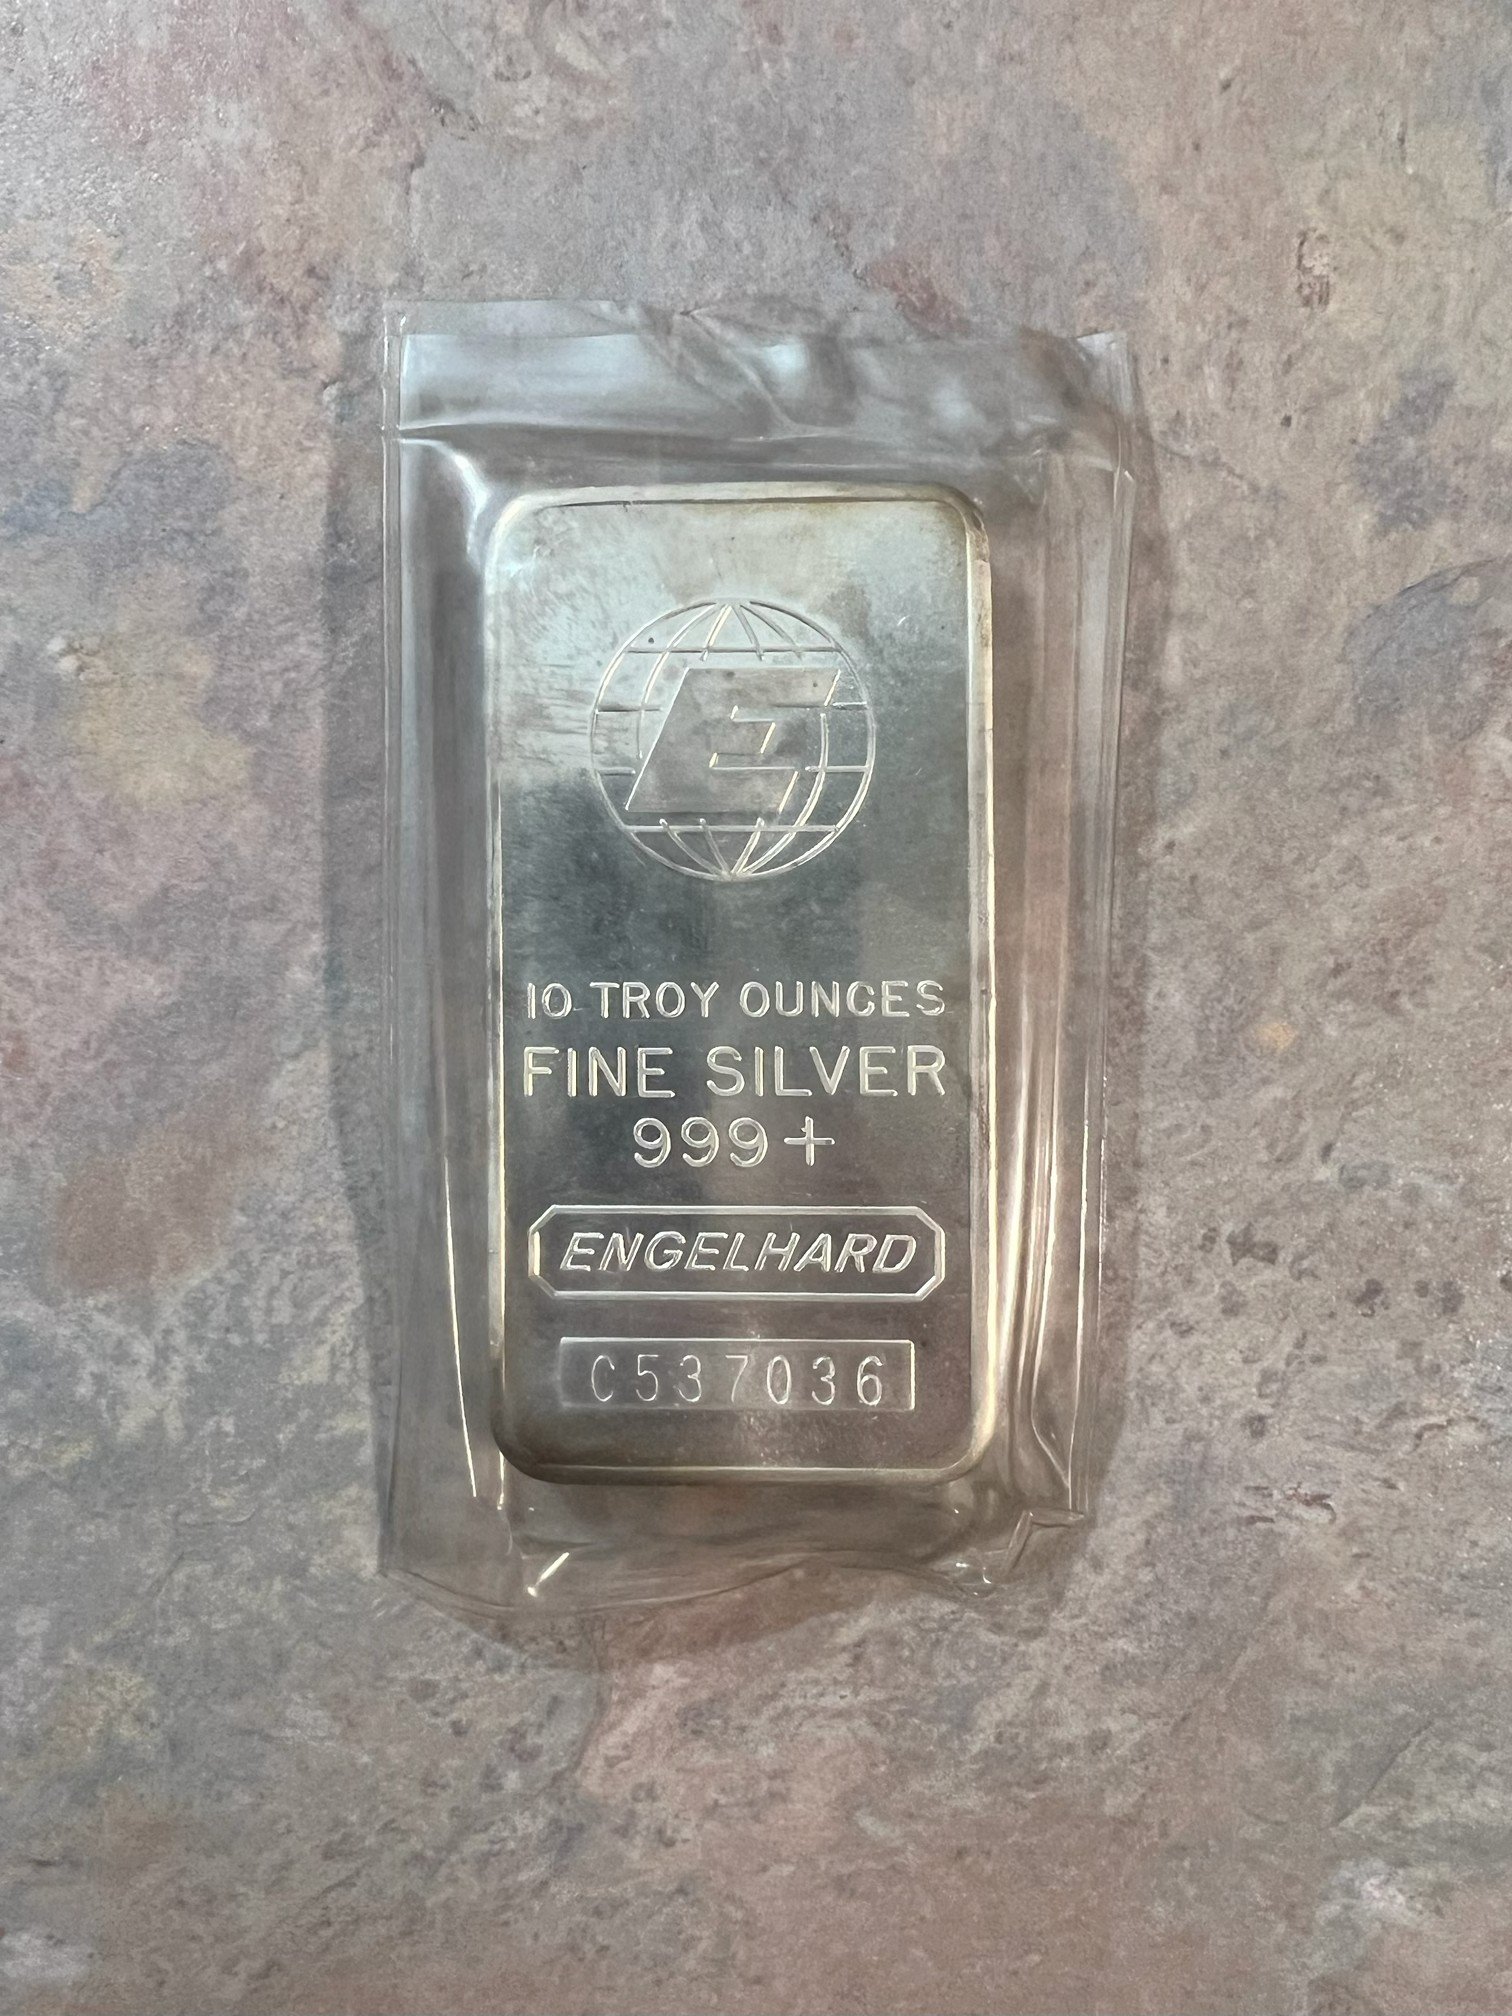 E
10 TROY OUNCES
FINE SILVER
999+
ENGELHARD
C537036